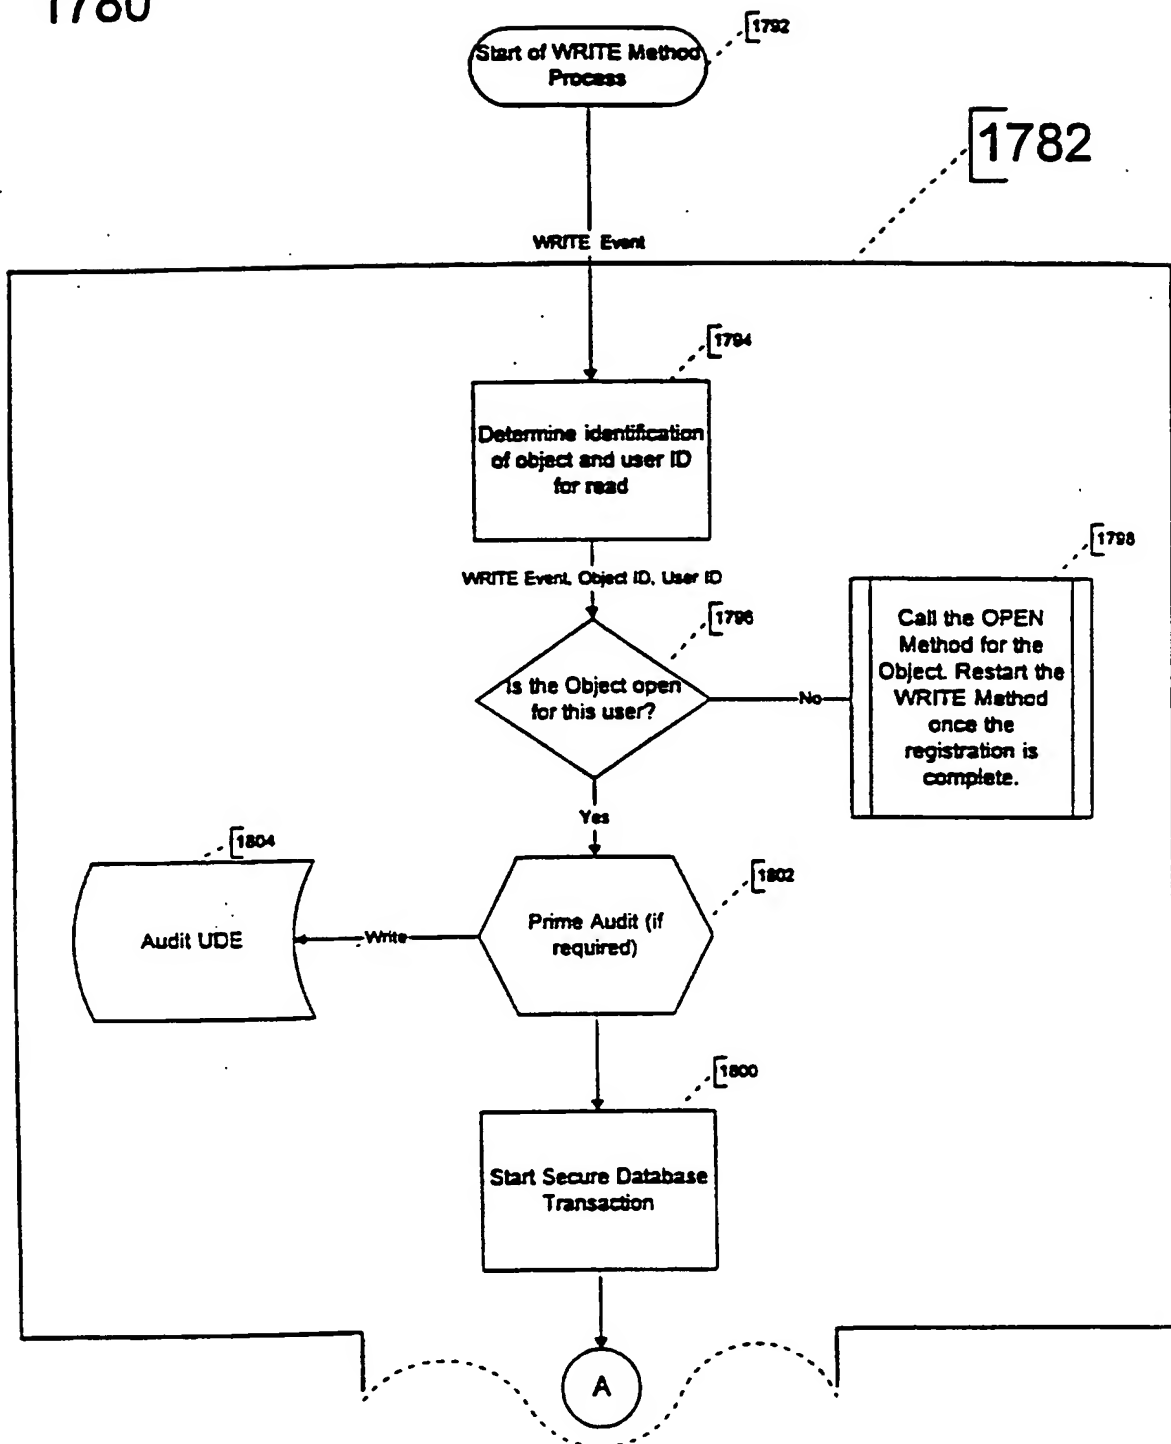 1780
1792
Start of WRITE Method
Process
1782
WRITE Event
1794
Determine identification
of object and user ID
for read
WRITE Event, Object ID, User ID
1796
Is the Object open
for this user?
No
1798
Call the OPEN
Method for the
Object. Restart the
WRITE Method
once the
registration is
complete.
Yes
1804
Audit UDE
Write
1802
Prime Audit (if
required)
1800
Start Secure Database
Transaction
A